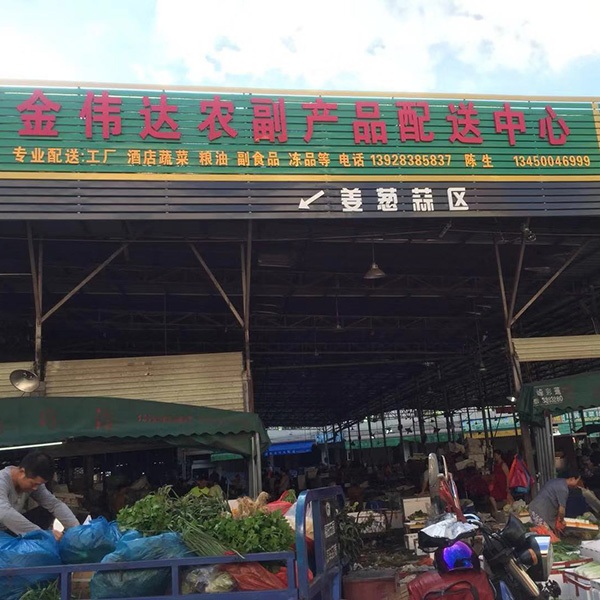 金伟达农副产品配送中心
专业配送:工厂 酒店蔬菜 粮油 副食品 冻品等 电话 13928385837 陈生 13450046999
↙姜葱蒜区